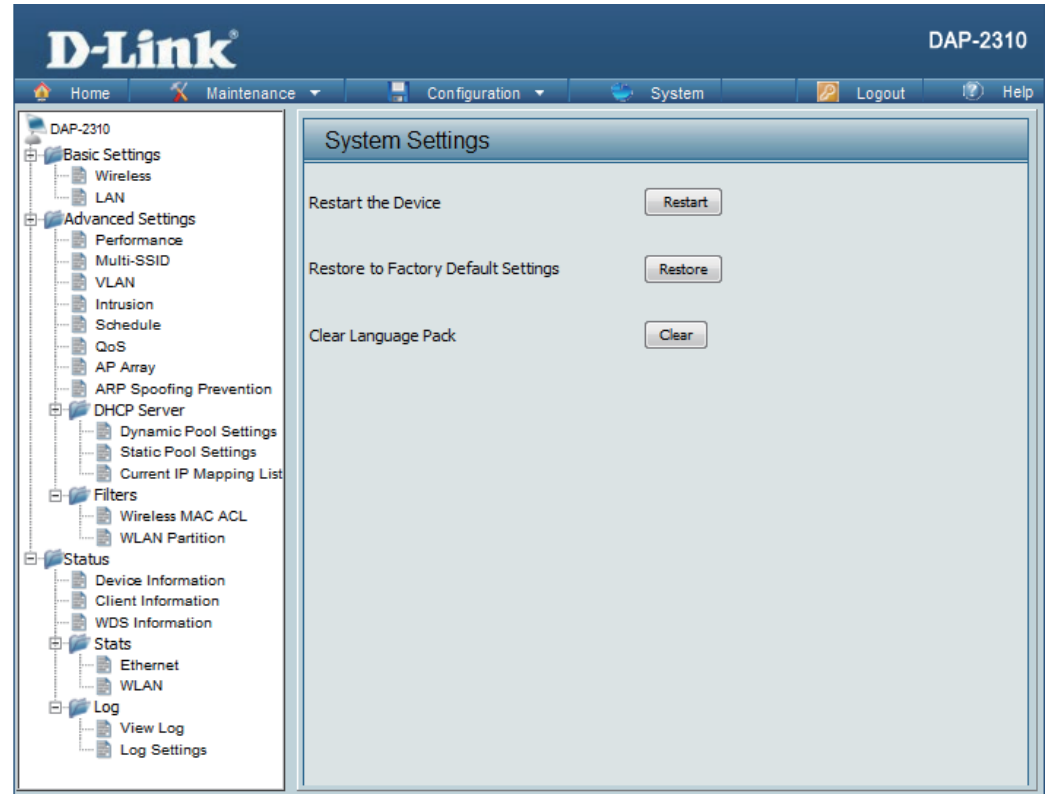 D-Link®
DAP-2310
Home Maintenance Configuration System Logout Help
DAP-2310
Basic Settings
Wireless
LAN
Advanced Settings
Performance
Multi-SSID
VLAN
Intrusion
Schedule
QoS
AP Array
ARP Spoofing Prevention
DHCP Server
Dynamic Pool Settings
Static Pool Settings
Current IP Mapping List
Filters
Wireless MAC ACL
WLAN Partition
Status
Device Information
Client Information
WDS Information
Stats
Ethernet
WLAN
Log
View Log
Log Settings
System Settings
Restart the Device Restart
Restore to Factory Default Settings Restore
Clear Language Pack Clear